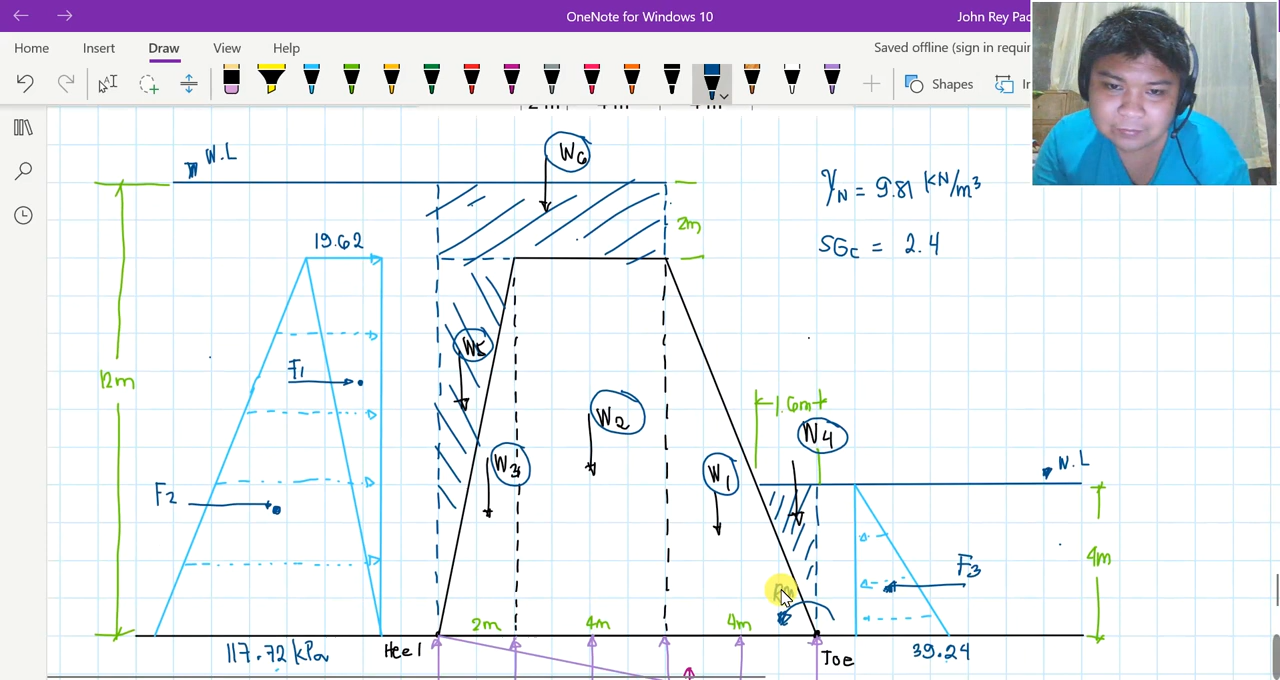 OneNote for Windows 10
John Rey Pac
Home Insert Draw View Help
Saved offline (sign in requir
Shapes
In
W.L
W6
γN = 9.81 KN/m³
SGc = 2.4
2m
19.62
12m
F1
W5
W2
1.6m
W4
W3
W1
W.L
F2
F3
4m
2m
4m
4m
117.72 kPa
Heel
Toe
39.24